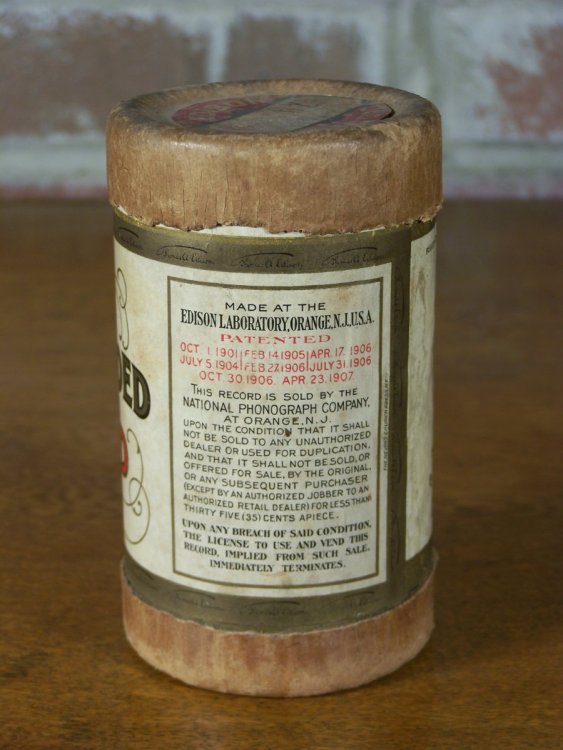 MADE AT THE
EDISON LABORATORY, ORANGE, N.J., U.S.A.
PATENTED
OCT. 1. 1901 FEB 14 1905 APR. 17. 1906
JULY 5. 1904 FEB. 27. 1906 JULY 31. 1906
OCT. 30. 1906. APR. 23. 1907.
THIS RECORD IS SOLD BY THE
NATIONAL PHONOGRAPH COMPANY,
AT ORANGE, N. J.
UPON THE CONDITION THAT IT SHALL
NOT BE SOLD TO ANY UNAUTHORIZED
DEALER OR USED FOR DUPLICATION,
AND THAT IT SHALL NOT BE SOLD, OR
OFFERED FOR SALE, BY THE ORIGINAL,
OR ANY SUBSEQUENT PURCHASER
(EXCEPT BY AN AUTHORIZED JOBBER TO AN
AUTHORIZED RETAIL DEALER) FOR LESS THAN
THIRTY FIVE (35) CENTS APIECE.
UPON ANY BREACH OF SAID CONDITION,
THE LICENSE TO USE AND VEND THIS
RECORD, IMPLIED FROM SUCH SALE,
IMMEDIATELY TERMINATES.